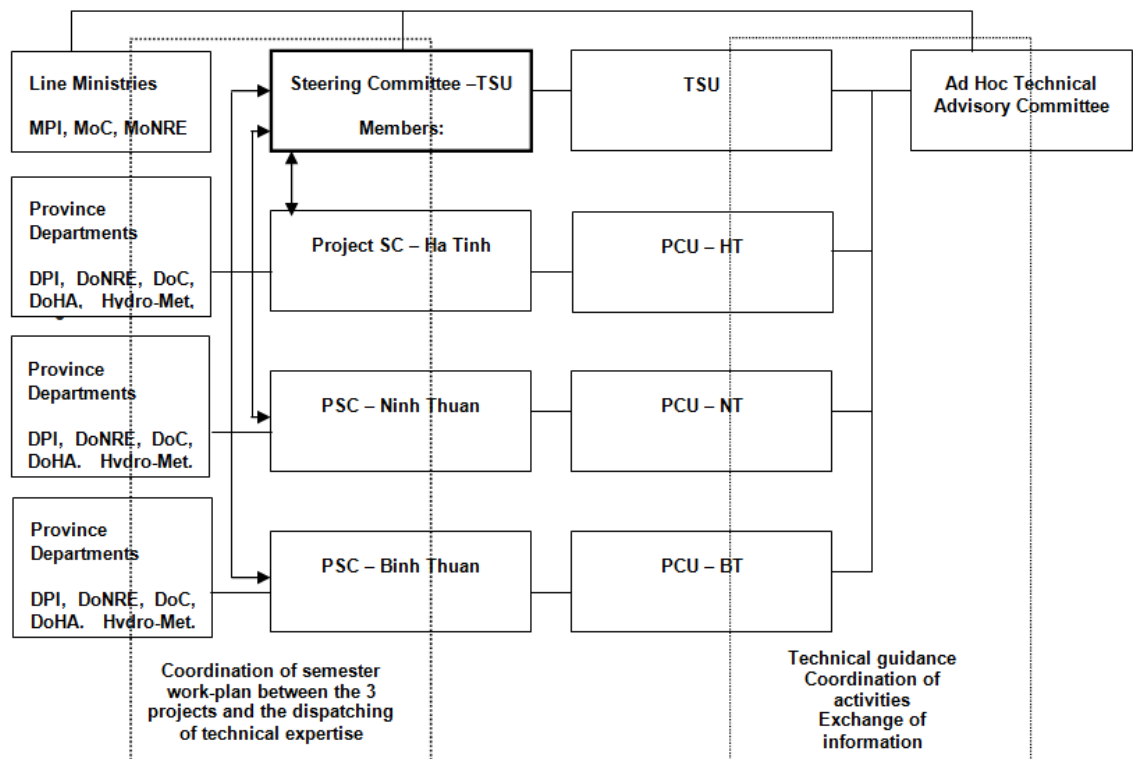 Line Ministries
MPI, MoC, MoNRE
Steering Committee –TSU
Members:
TSU
Ad Hoc Technical
Advisory Committee
Province
Departments
DPI, DoNRE, DoC,
DoHA, Hydro-Met,
Project SC – Ha Tinh
PCU – HT
Province
Departments
DPI, DoNRE, DoC,
DoHA. Hydro-Met.
PSC – Ninh Thuan
PCU – NT
Province
Departments
DPI, DoNRE, DoC,
DoHA. Hydro-Met.
PSC – Binh Thuan
PCU – BT
Coordination of semester
work-plan between the 3
projects and the dispatching
of technical expertise
Technical guidance
Coordination of
activities
Exchange of
information